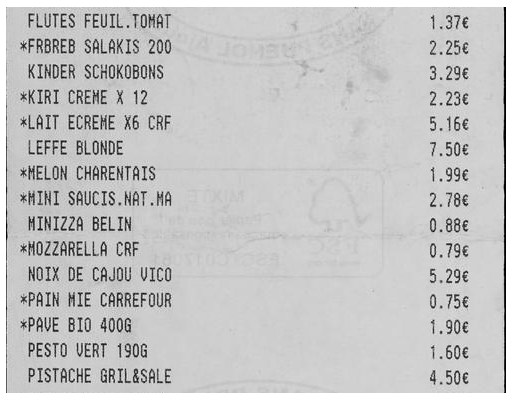 FLUTES FEUIL.TOMAT 1.37€
*FRBREB SALAKIS 200 2.25€
KINDER SCHOKOBONS 3.29€
*KIRI CREME X 12 2.23€
*LAIT ECREME X6 CRF 5.16€
LEFFE BLONDE 7.50€
*MELON CHARENTAIS 1.99€
*MINI SAUCIS.NAT.MA 2.78€
MINIZZA BELIN 0.88€
*MOZZARELLA CRF 0.79€
NOIX DE CAJOU VICO 5.29€
*PAIN MIE CARREFOUR 0.75€
*PAVE BIO 400G 1.90€
PESTO VERT 190G 1.60€
PISTACHE GRIL&SALE 4.50€